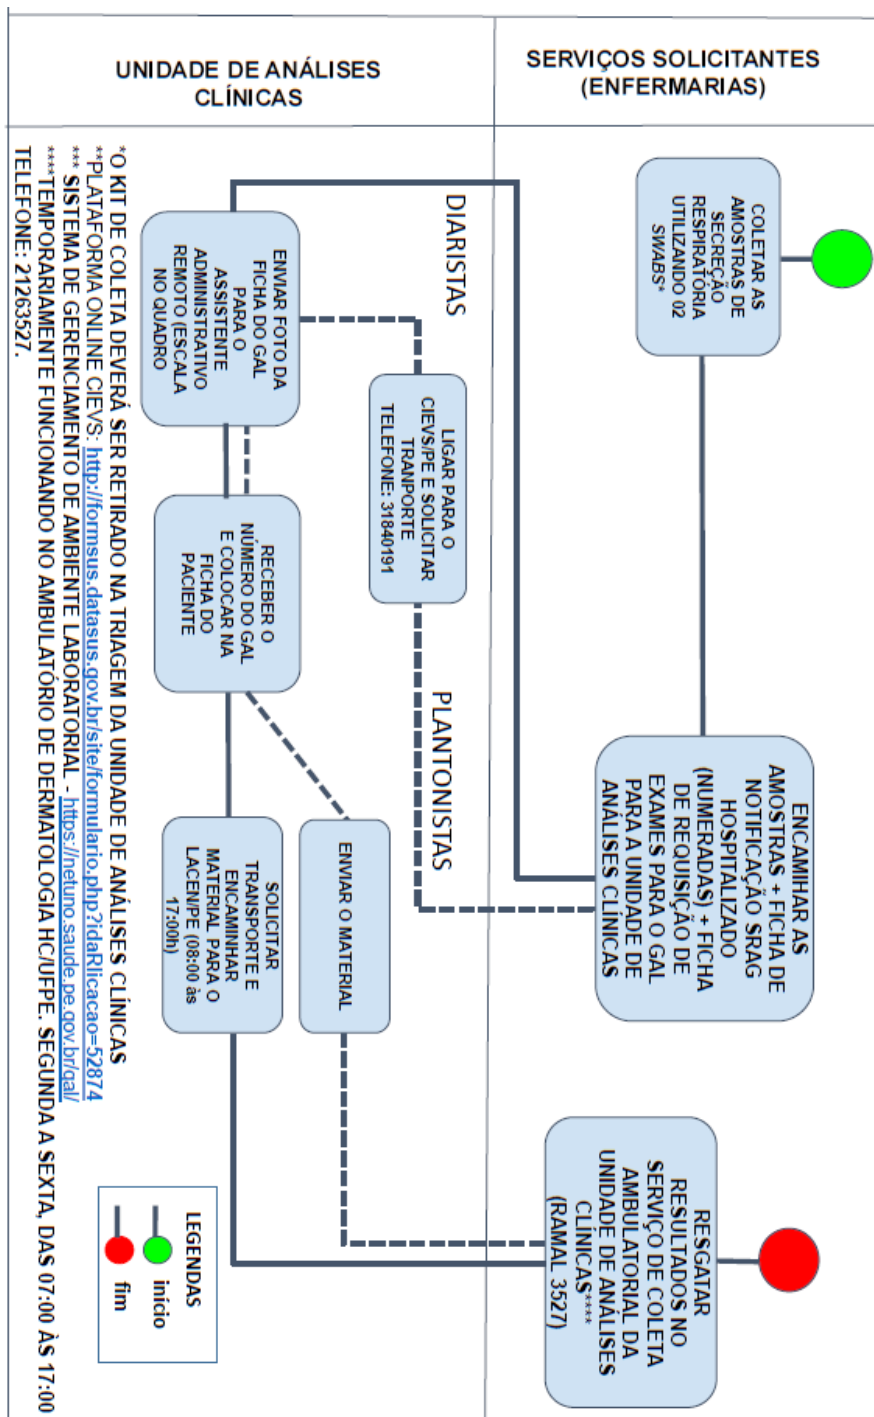 SERVIÇOS SOLICITANTES
(ENFERMARIAS)
UNIDADE DE ANÁLISES
CLÍNICAS
COLETAR AS
AMOSTRAS DE
SECREÇÃO
RESPIRATÓRIA
UTILIZANDO 02
SWABS*
ENCAMIHAR AS
AMOSTRAS + FICHA DE
NOTIFICAÇÃO SRAG
HOSPITALIZADO
(NUMERADAS) + FICHA
DE REQUISIÇÃO DE
EXAMES PARA O GAL
PARA A UNIDADE DE
ANÁLISES CLÍNICAS
RESGATAR
RESULTADOS NO
SERVIÇO DE COLETA
AMBULATORIAL DA
UNIDADE DE ANÁLISES
CLÍNICAS****
(RAMAL 3527)
DIARISTAS
PLANTONISTAS
LIGAR PARA O
CIEVS/PE E SOLICITAR
TRANPORTE
TELEFONE: 31840191
ENVIAR FOTO DA
FICHA DO GAL
PARA O
ASSISTENTE
ADMINISTRATIVO
REMOTO (ESCALA
NO QUADRO
RECEBER O
NÚMERO DO GAL
E COLOCAR NA
FICHA DO
PACIENTE
ENVIAR O MATERIAL
SOLICITAR
TRANSPORTE E
ENCAMINHAR
MATERIAL PARA O
LACEN/PE (08:00 às
17:00h)
LEGENDAS
início
fim
*O KIT DE COLETA DEVERÁ SER RETIRADO NA TRIAGEM DA UNIDADE DE ANÁLISES CLÍNICAS
**PLATAFORMA ONLINE CIEVS: http://formsus.datasus.gov.br/site/formulario.php?idaRlicacao=52874
*** SISTEMA DE GERENCIAMENTO DE AMBIENTE LABORATORIAL - https://netuno.saude.pe.gov.br/gal/
****TEMPORARIAMENTE FUNCIONANDO NO AMBULATÓRIO DE DERMATOLOGIA HC/UFPE. SEGUNDA A SEXTA, DAS 07:00 ÀS 17:00
TELEFONE: 21263527.